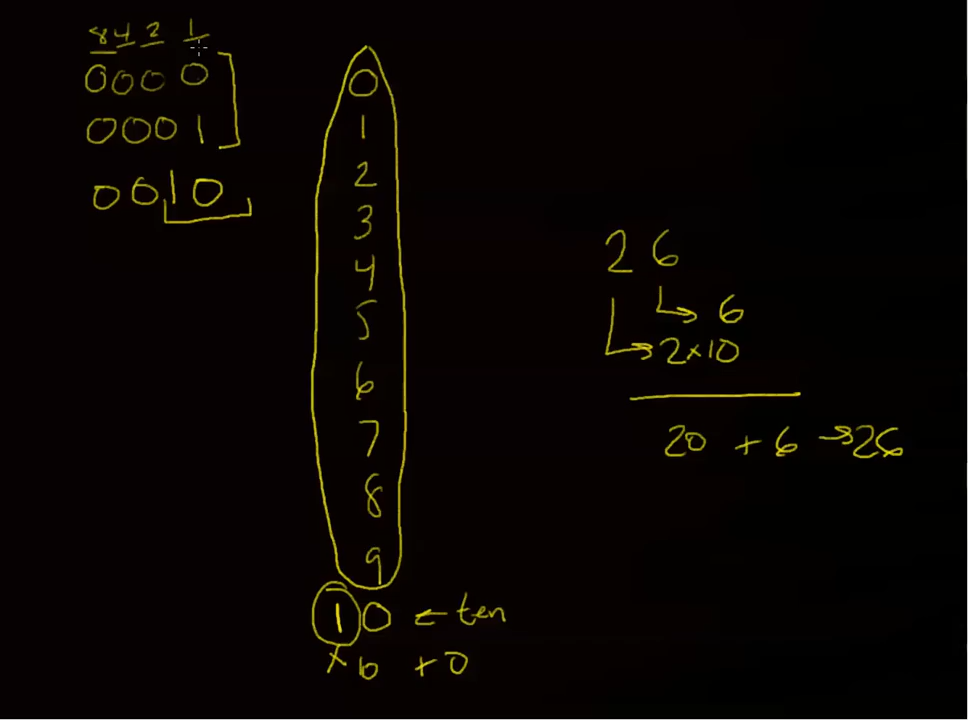 8 4 2 1
0 0 0 0
0 0 0 1
0 0 1 0
0
1
2
3
4
5
6
7
8
9
1 0 ← ten
× 10 + 0
2 6
→ 6
→ 2×10
20 + 6 → 26